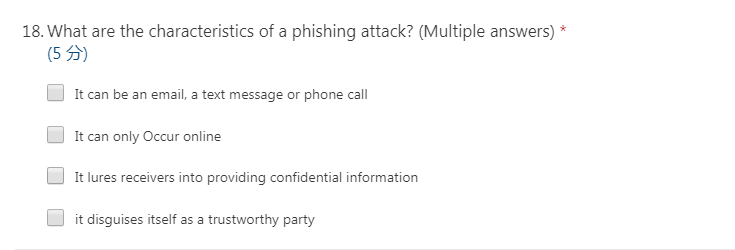 18. What are the characteristics of a phishing attack? (Multiple answers) *
(5 分)
It can be an email, a text message or phone call
It can only Occur online
It lures receivers into providing confidential information
it disguises itself as a trustworthy party